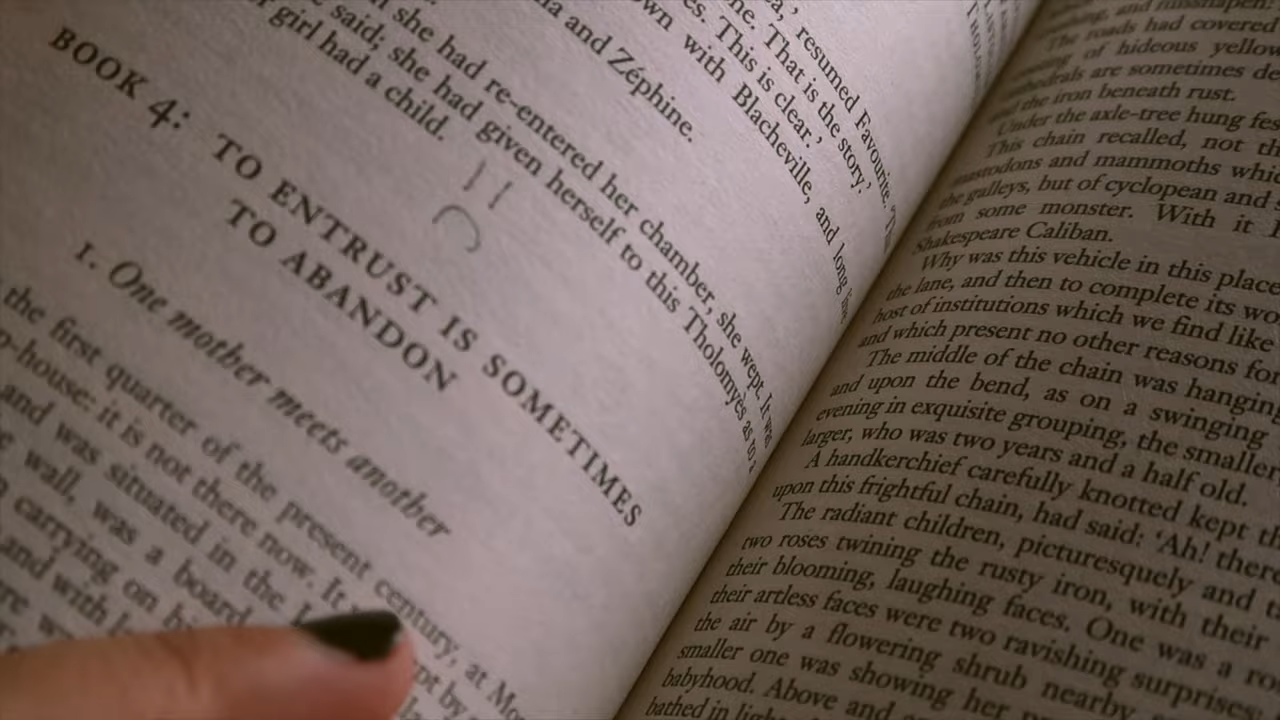 a,' resumed Favourite.
ne. That is the story,'
es. This is clear.'
own with Blacheville, and long
and Zéphine.
she had re-entered her chamber, she wept. It was
said; she had given herself to this Tholomyès as to a
girl had a child.
BOOK 4: TO ENTRUST IS SOMETIMES
TO ABANDON
1. One mother meets another
the first quarter of the present century, at
-house: it is not there now. It
and was situated in the
wall, was a board
carrying on
and with
and misshapen.
The roads had covered
of hideous yellow
are sometimes
the iron beneath rust.
Under the axle-tree hung
This chain recalled, not
mastodons and mammoths
the galleys, but of cyclopean and
from some monster. With it
Shakespeare Caliban.
Why was this vehicle in this place
the lane, and then to complete its
host of institutions which we find like
and which present no other reasons for
The middle of the chain was hanging
and upon the bend, as on a swinging
evening in exquisite grouping, the smaller,
larger, who was two years and a half old.
A handkerchief carefully knotted kept
upon this frightful chain, had said: 'Ah! there
The radiant children, picturesquely and
two roses twining the rusty iron, with their
their blooming, laughing faces. One was a
their artless faces were two ravishing surprises:
the air by a flowering shrub nearby
smaller one was showing her
babyhood. Above and
bathed in